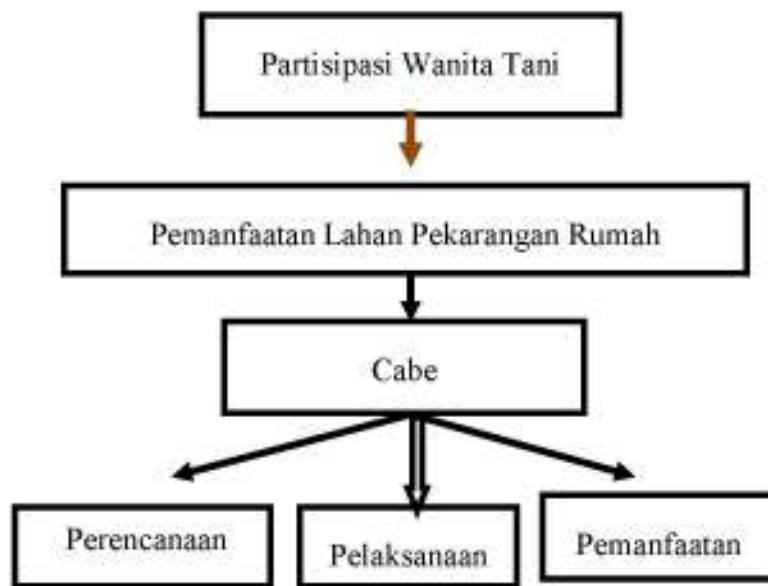 Partisipasi Wanita Tani
Pemanfaatan Lahan Pekarangan Rumah
Cabe
Perencanaan
Pelaksanaan
Pemanfaatan